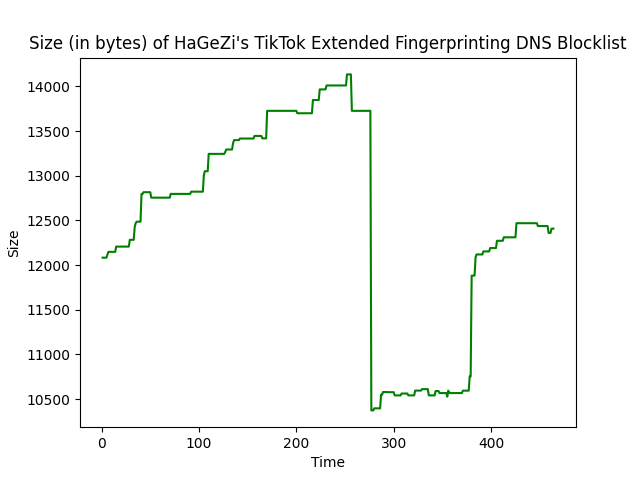 Size (in bytes) of HaGeZi's TikTok Extended Fingerprinting DNS Blocklist
14000
13500
13000
12500
12000
11500
11000
10500
Size
0 100 200 300 400
Time